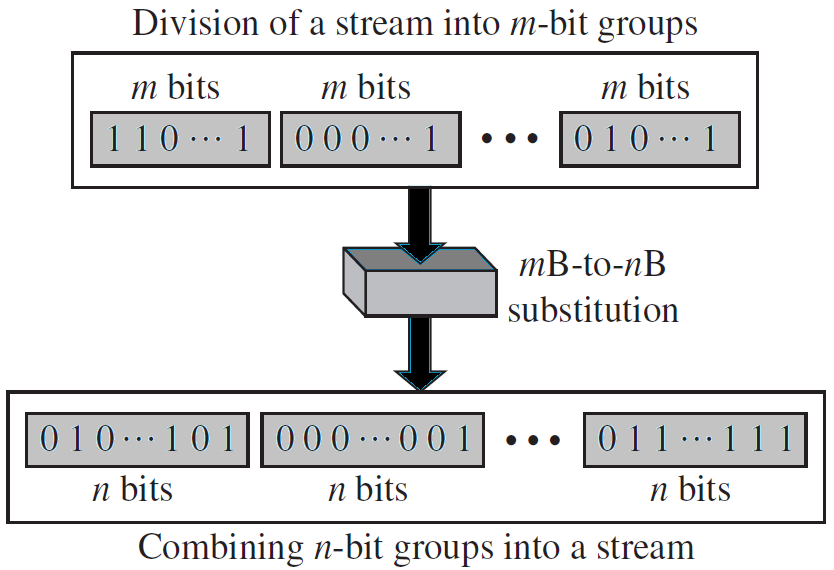 Division of a stream into m-bit groups
m bits m bits m bits
1 1 0 ··· 1 0 0 0 ··· 1 ••• 0 1 0 ··· 1
mB-to-nB
substitution
0 1 0 ··· 1 0 1 0 0 0 ··· 0 0 1 ••• 0 1 1 ··· 1 1 1
n bits n bits n bits
Combining n-bit groups into a stream